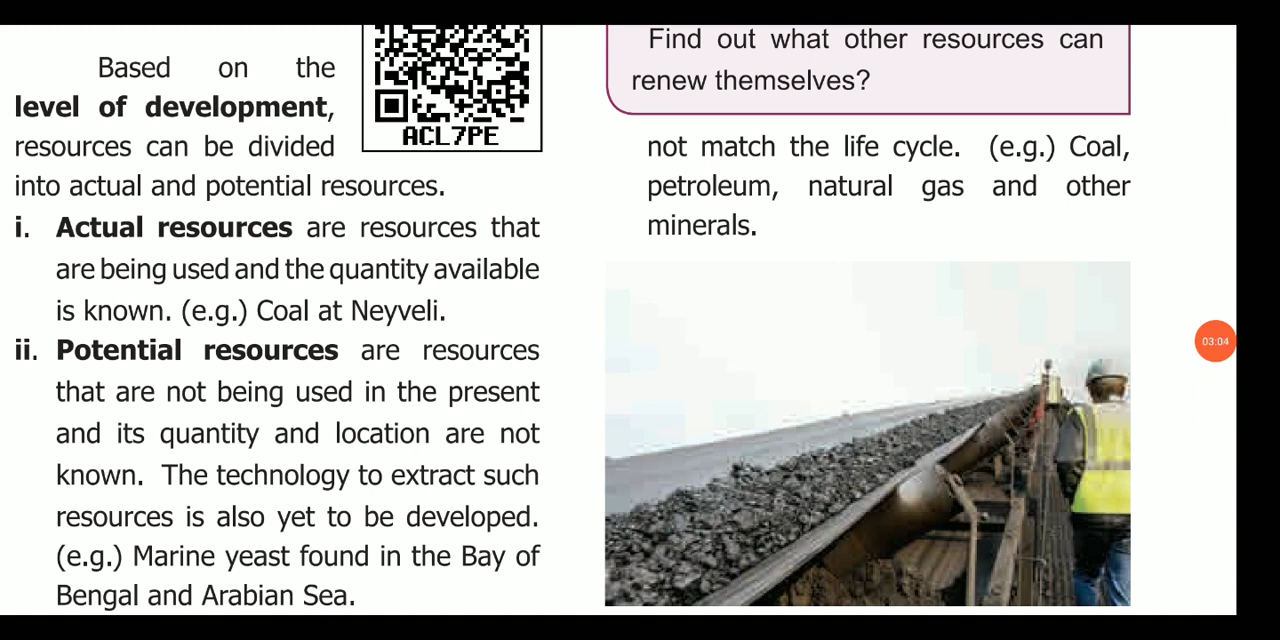 Based on the
level of development,
resources can be divided
into actual and potential resources.
i. Actual resources are resources that
are being used and the quantity available
is known. (e.g.) Coal at Neyveli.
ii. Potential resources are resources
that are not being used in the present
and its quantity and location are not
known. The technology to extract such
resources is also yet to be developed.
(e.g.) Marine yeast found in the Bay of
Bengal and Arabian Sea.
ACL7PE
Find out what other resources can
renew themselves?
not match the life cycle. (e.g.) Coal,
petroleum, natural gas and other
minerals.
03:04